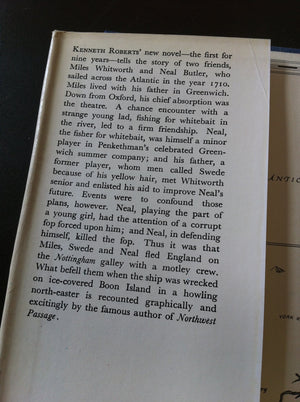 KENNETH ROBERTS' new novel—the first for
nine years—tells the story of two friends,
Miles Whitworth and Neal Butler, who
sailed across the Atlantic in the year 1710.
Miles lived with his father in Greenwich.
Down from Oxford, his chief absorption was
the theatre. A chance encounter with a
strange young lad, fishing for whitebait in
the river, led to a firm friendship. Neal,
the fisher for whitebait, was himself a minor
player in Penkethman's celebrated Green-
wich summer company; and his father, a
former player, whom men called Swede
because of his yellow hair, met Whitworth
senior and enlisted his aid to improve Neal's
future. Events were to confound those
plans, however. Neal, playing the part of
a young girl, had the attention of a corrupt
fop forced upon him; and Neal, in defending
himself, killed the fop. Thus it was that
Miles, Swede and Neal fled England on
the Nottingham galley with a motley crew.
What befell them when the ship was wrecked
on ice-covered Boon Island in a howling
north-easter is recounted graphically and
excitingly by the famous author of Northwest
Passage.